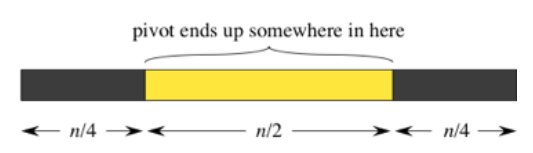 pivot ends up somewhere in here
n/4 n/2 n/4